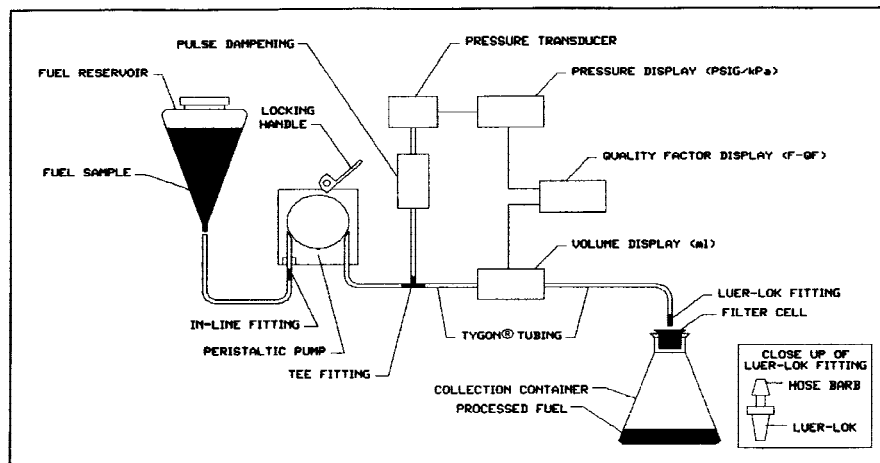 PULSE DAMPENING
PRESSURE TRANSDUCER
FUEL RESERVOIR
PRESSURE DISPLAY (PSIG/kPa)
LOCKING
HANDLE
QUALITY FACTOR DISPLAY (F-QF)
FUEL SAMPLE
VOLUME DISPLAY (ml)
LUER-LOK FITTING
IN-LINE FITTING
FILTER CELL
TYGON® TUBING
PERISTALTIC PUMP
TEE FITTING
CLOSE UP OF
LUER-LOK FITTING
HOSE BARB
COLLECTION CONTAINER
PROCESSED FUEL
LUER-LOK